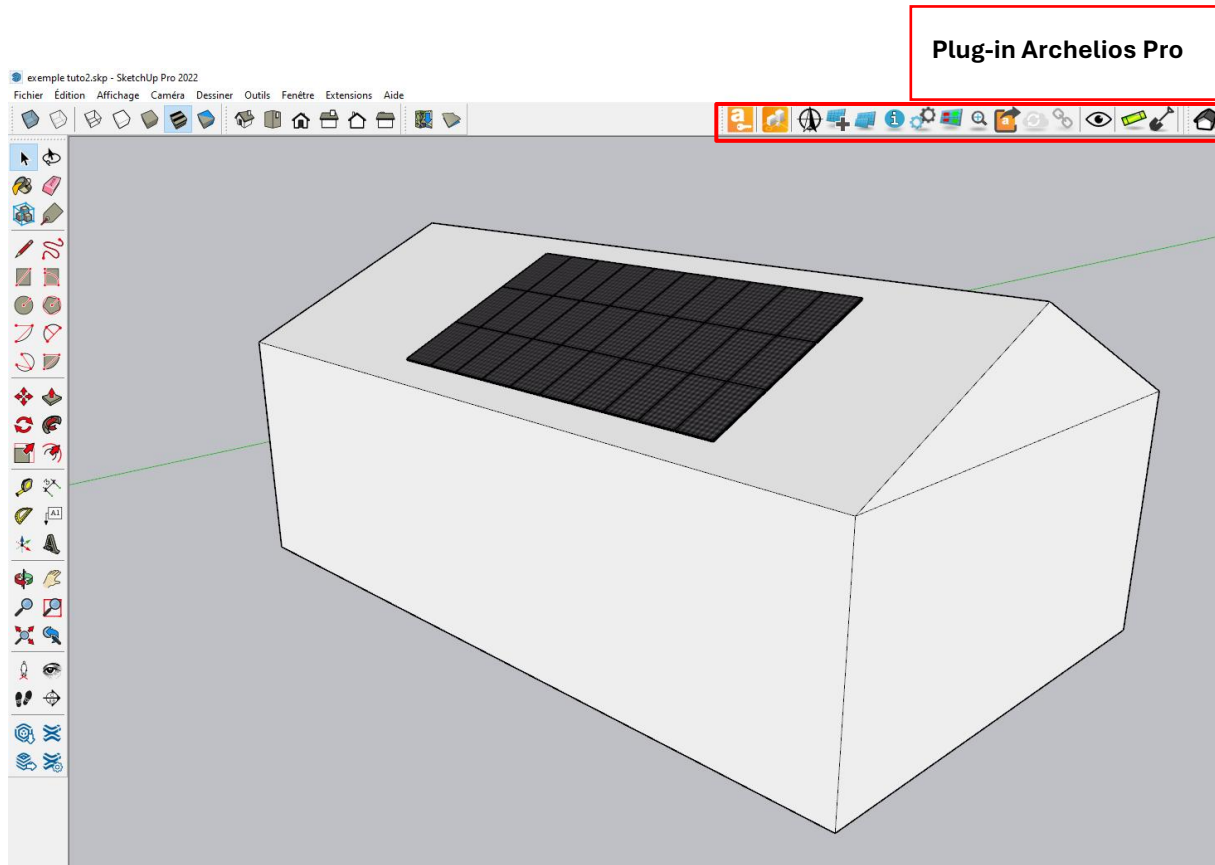 Plug-in Archelios Pro
exemple tuto2.skp - SketchUp Pro 2022
Fichier Édition Affichage Caméra Dessiner Outils Fenêtre Extensions Aide
a
i
a
A1